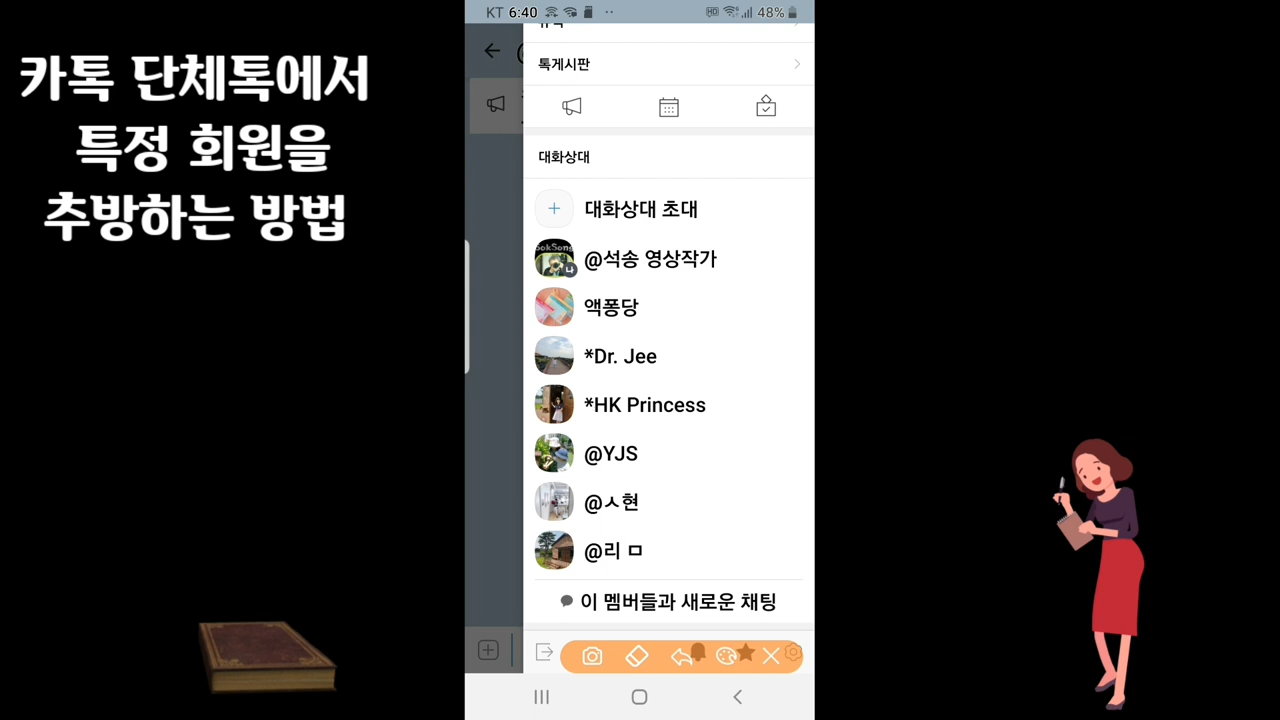 카톡 단체톡에서
특정 회원을
추방하는 방법
KT 6:40
48%
톡게시판
대화상대
대화상대 초대
나
@석송 영상작가
액퐁당
*Dr. Jee
*HK Princess
@YJS
@ㅅ현
@리 ㅁ
이 멤버들과 새로운 채팅